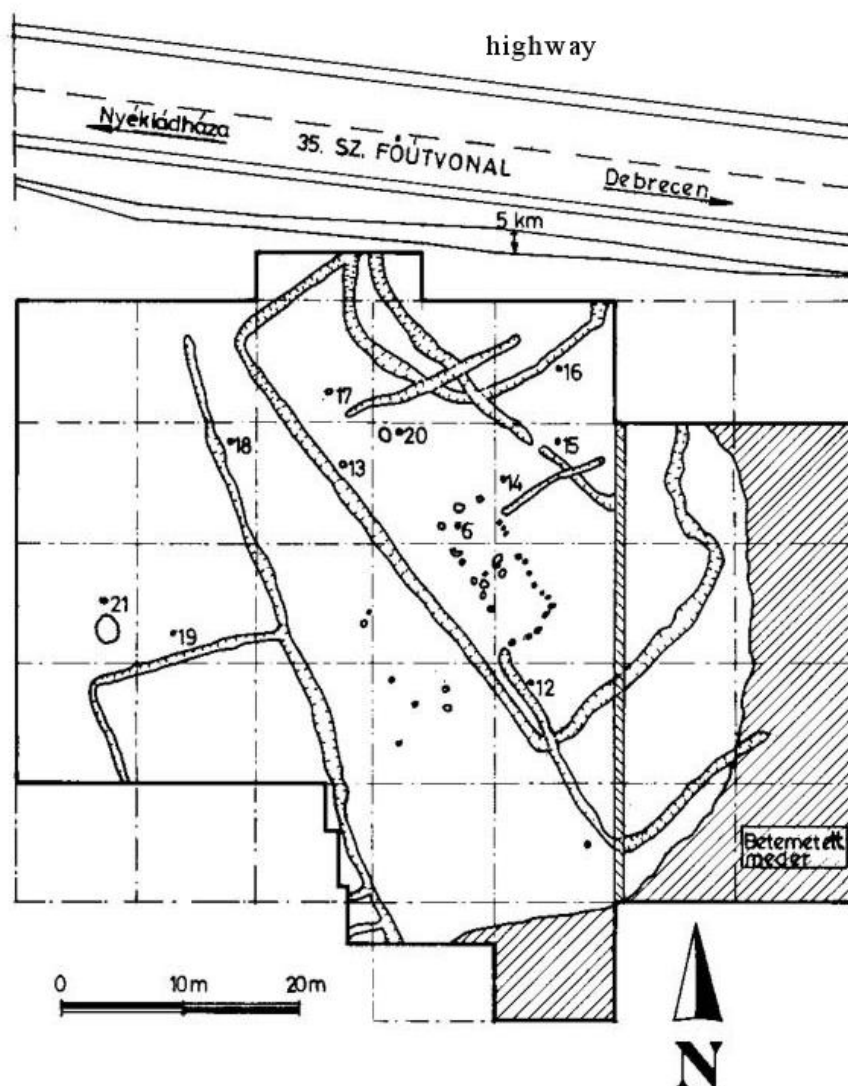 highway
Nyékládháza
35. SZ. FŐÚTVONAL
Debrecen
5 km
16
17
20
15
18
13
14
6
21
19
12
Betemetett
meder
0 10m 20m
N